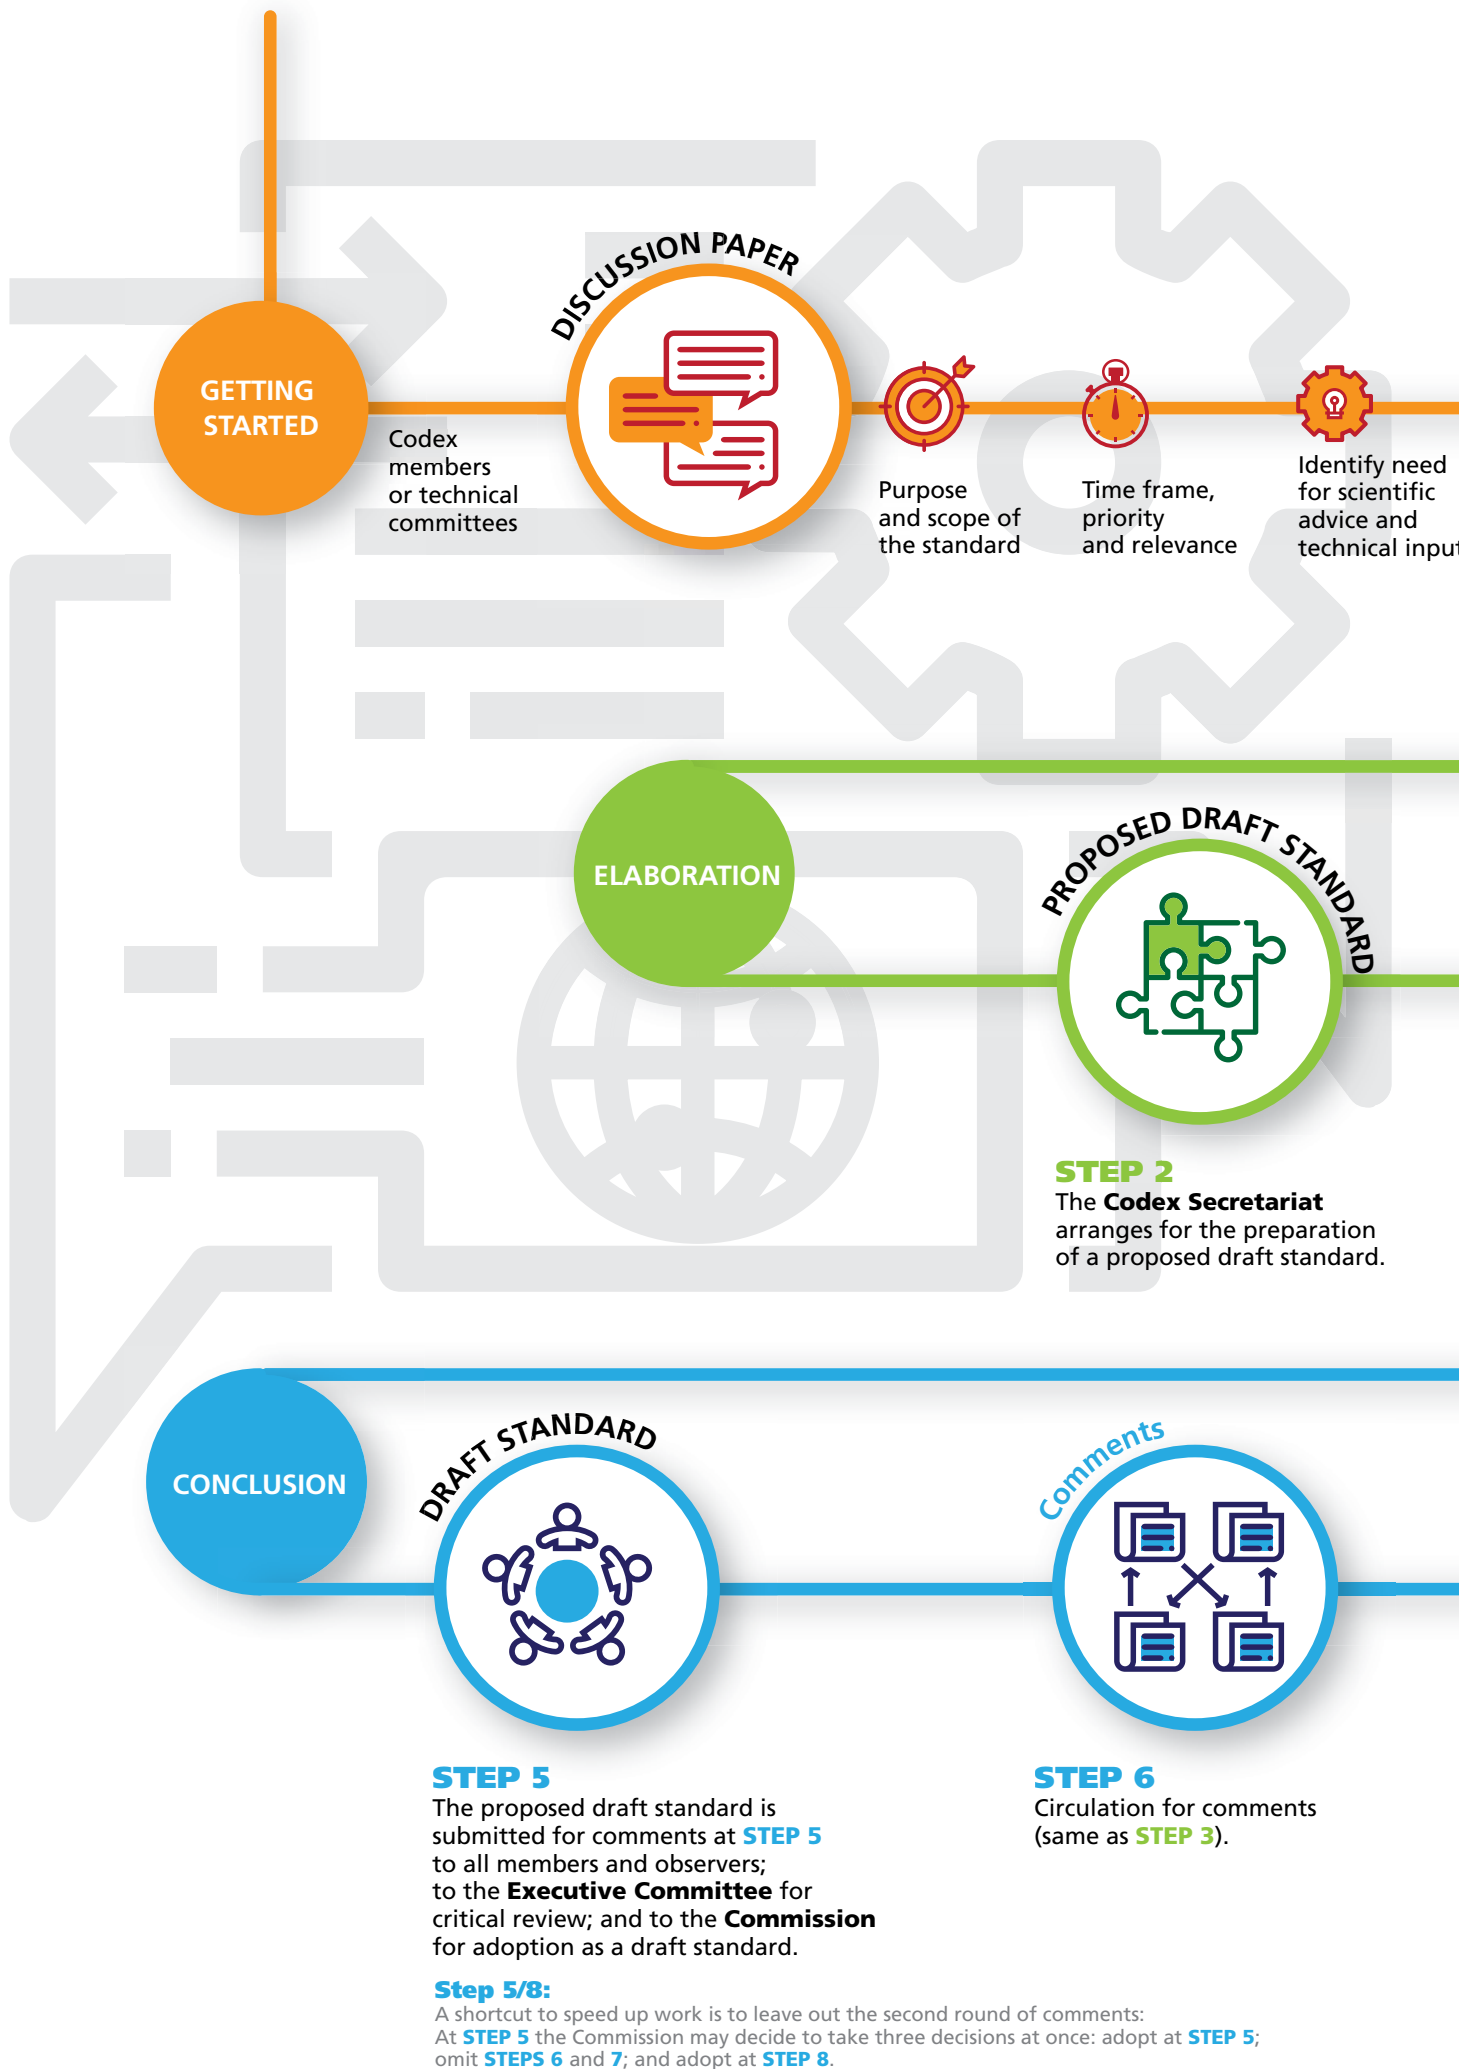 DISCUSSION PAPER
GETTING
STARTED
Codex
members
or technical
committees
Purpose
and scope of
the standard
Time frame,
priority
and relevance
Identify need
for scientific
advice and
technical input
ELABORATION
PROPOSED DRAFT STANDARD
STEP 2
The Codex Secretariat
arranges for the preparation
of a proposed draft standard.
CONCLUSION
DRAFT STANDARD
Comments
STEP 5
The proposed draft standard is
submitted for comments at STEP 5
to all members and observers;
to the Executive Committee for
critical review; and to the Commission
for adoption as a draft standard.
Step 5/8:
A shortcut to speed up work is to leave out the second round of comments:
At STEP 5 the Commission may decide to take three decisions at once: adopt at STEP 5;
omit STEPS 6 and 7; and adopt at STEP 8.
STEP 6
Circulation for comments
(same as STEP 3).